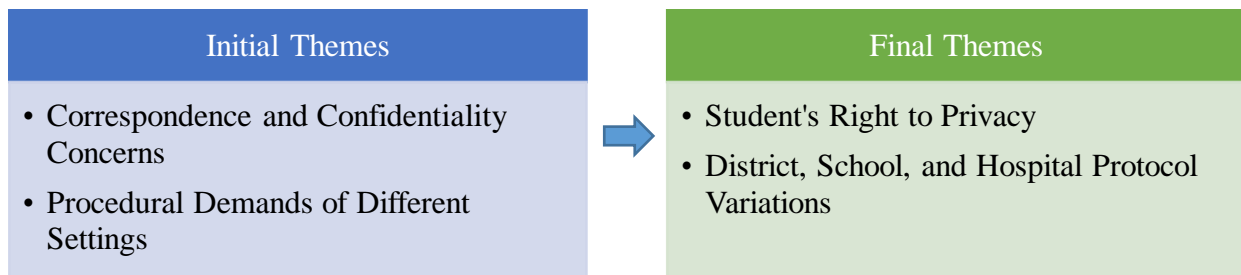 Initial Themes
• Correspondence and Confidentiality
Concerns
• Procedural Demands of Different
Settings
Final Themes
• Student's Right to Privacy
• District, School, and Hospital Protocol
Variations